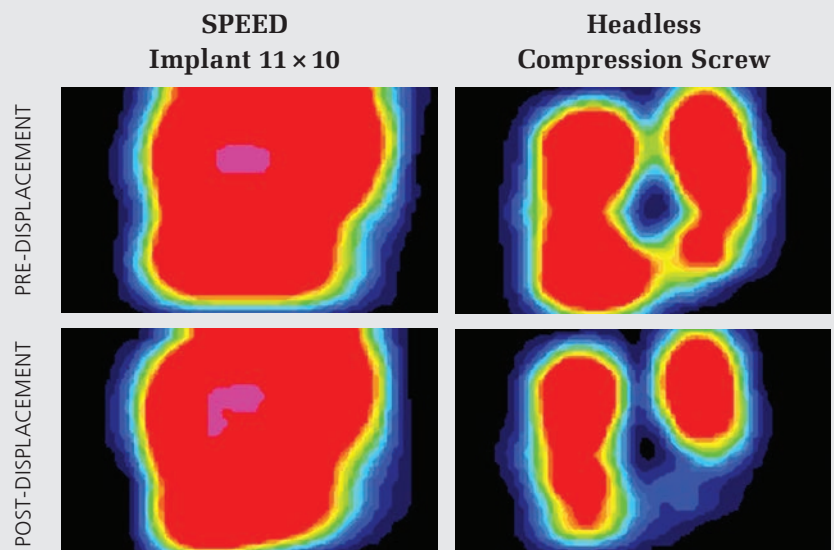 SPEED
Implant 11×10
Headless
Compression Screw
PRE-DISPLACEMENT
POST-DISPLACEMENT